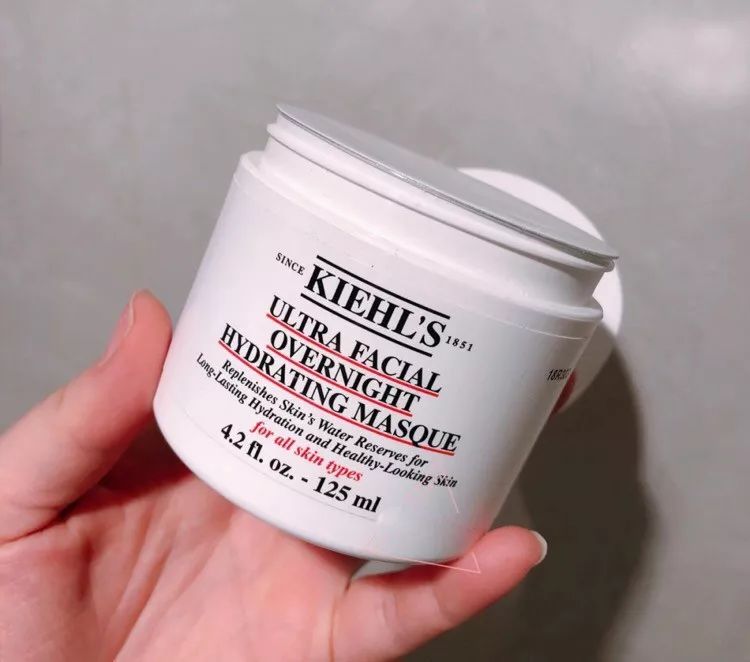 SINCE KIEHL'S 1851
ULTRA FACIAL
OVERNIGHT
HYDRATING MASQUE
Replenishes Skin's Water Reserves for
Long-Lasting Hydration and Healthy-Looking Skin
for all skin types
4.2 fl. oz. - 125 ml